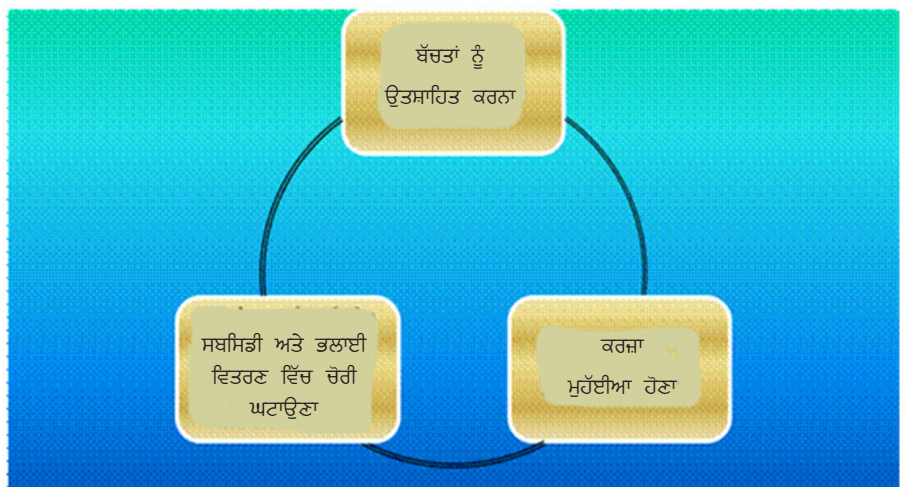 ਬੱਚਤਾਂ ਨੂੰ
ਉਤਸ਼ਾਹਿਤ ਕਰਨਾ
ਸਬਸਿਡੀ ਅਤੇ ਭਲਾਈ
ਵਿਤਰਣ ਵਿੱਚ ਚੋਰੀ
ਘਟਾਉਣਾ
ਕਰਜ਼ਾ
ਮੁਹੱਈਆ ਹੋਣਾ